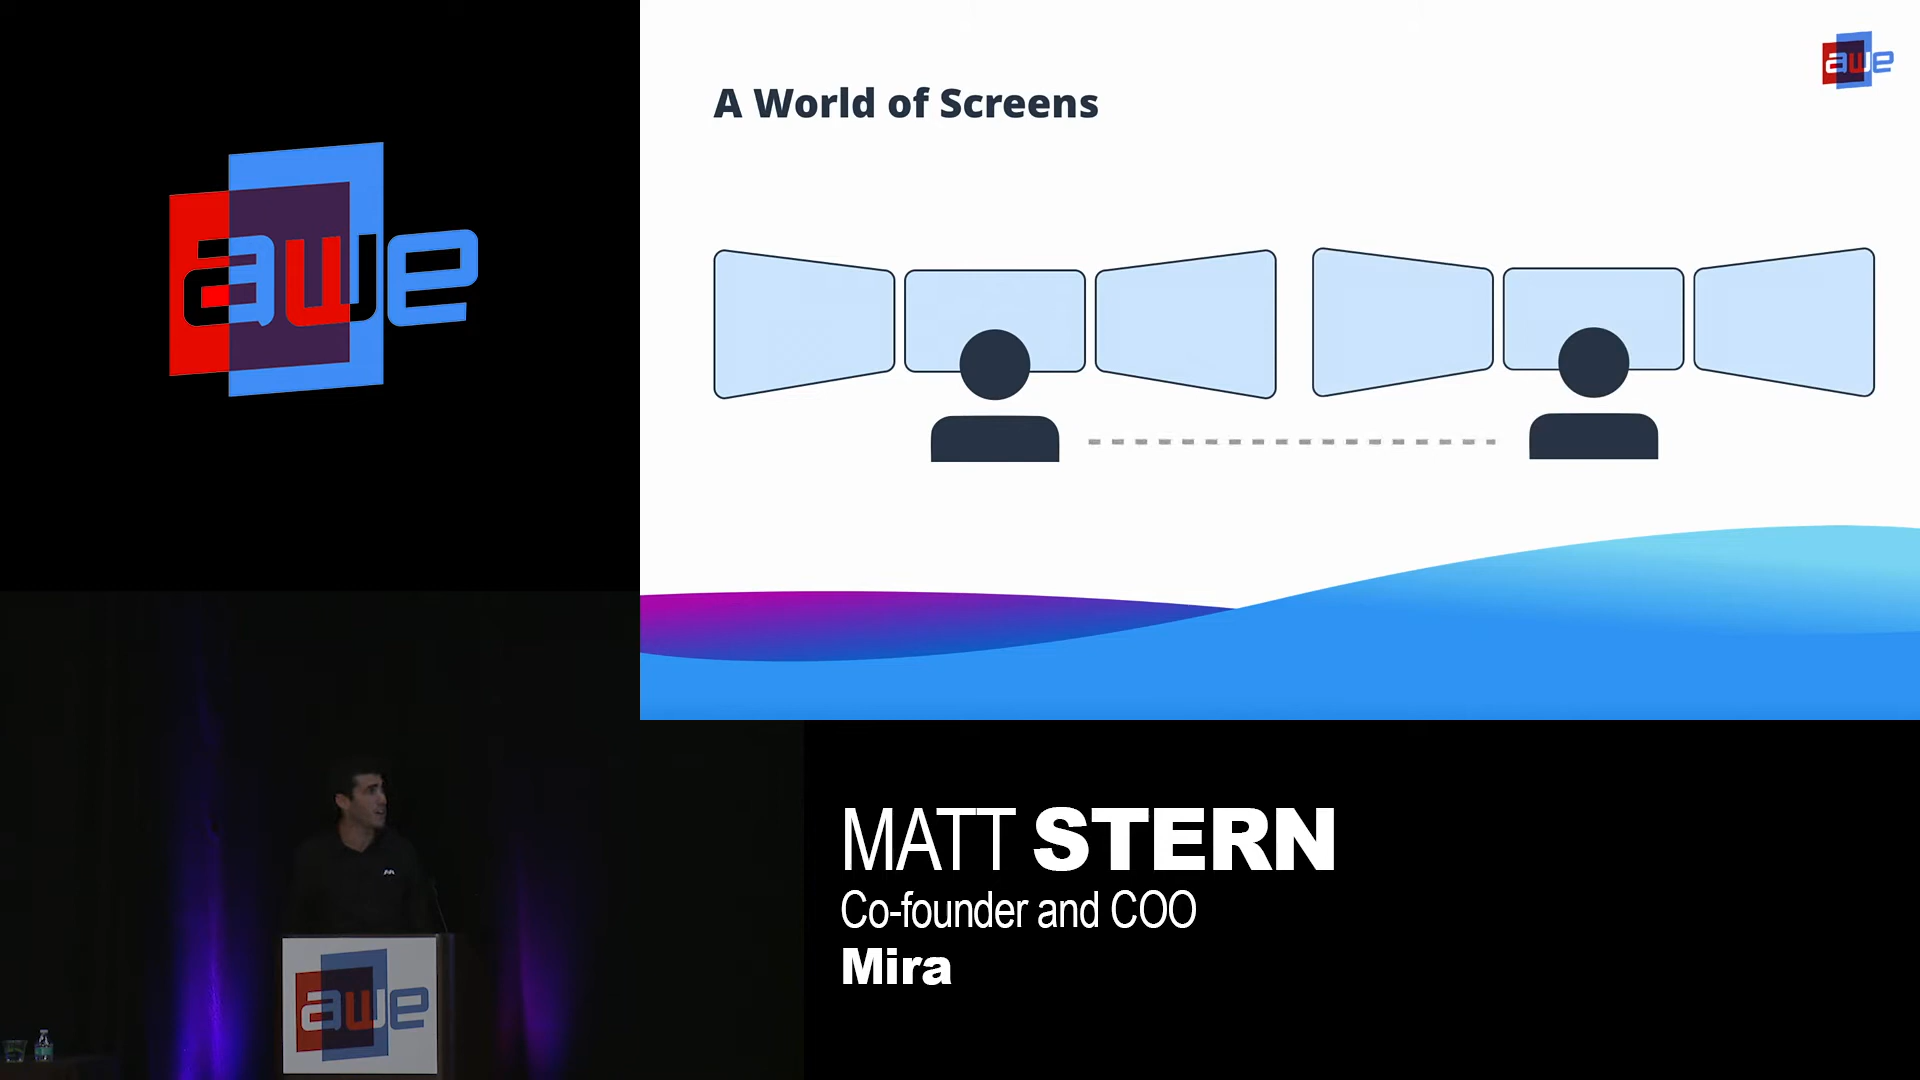 awe
A World of Screens
awe
MATT STERN
Co-founder and COO
Mira
awe